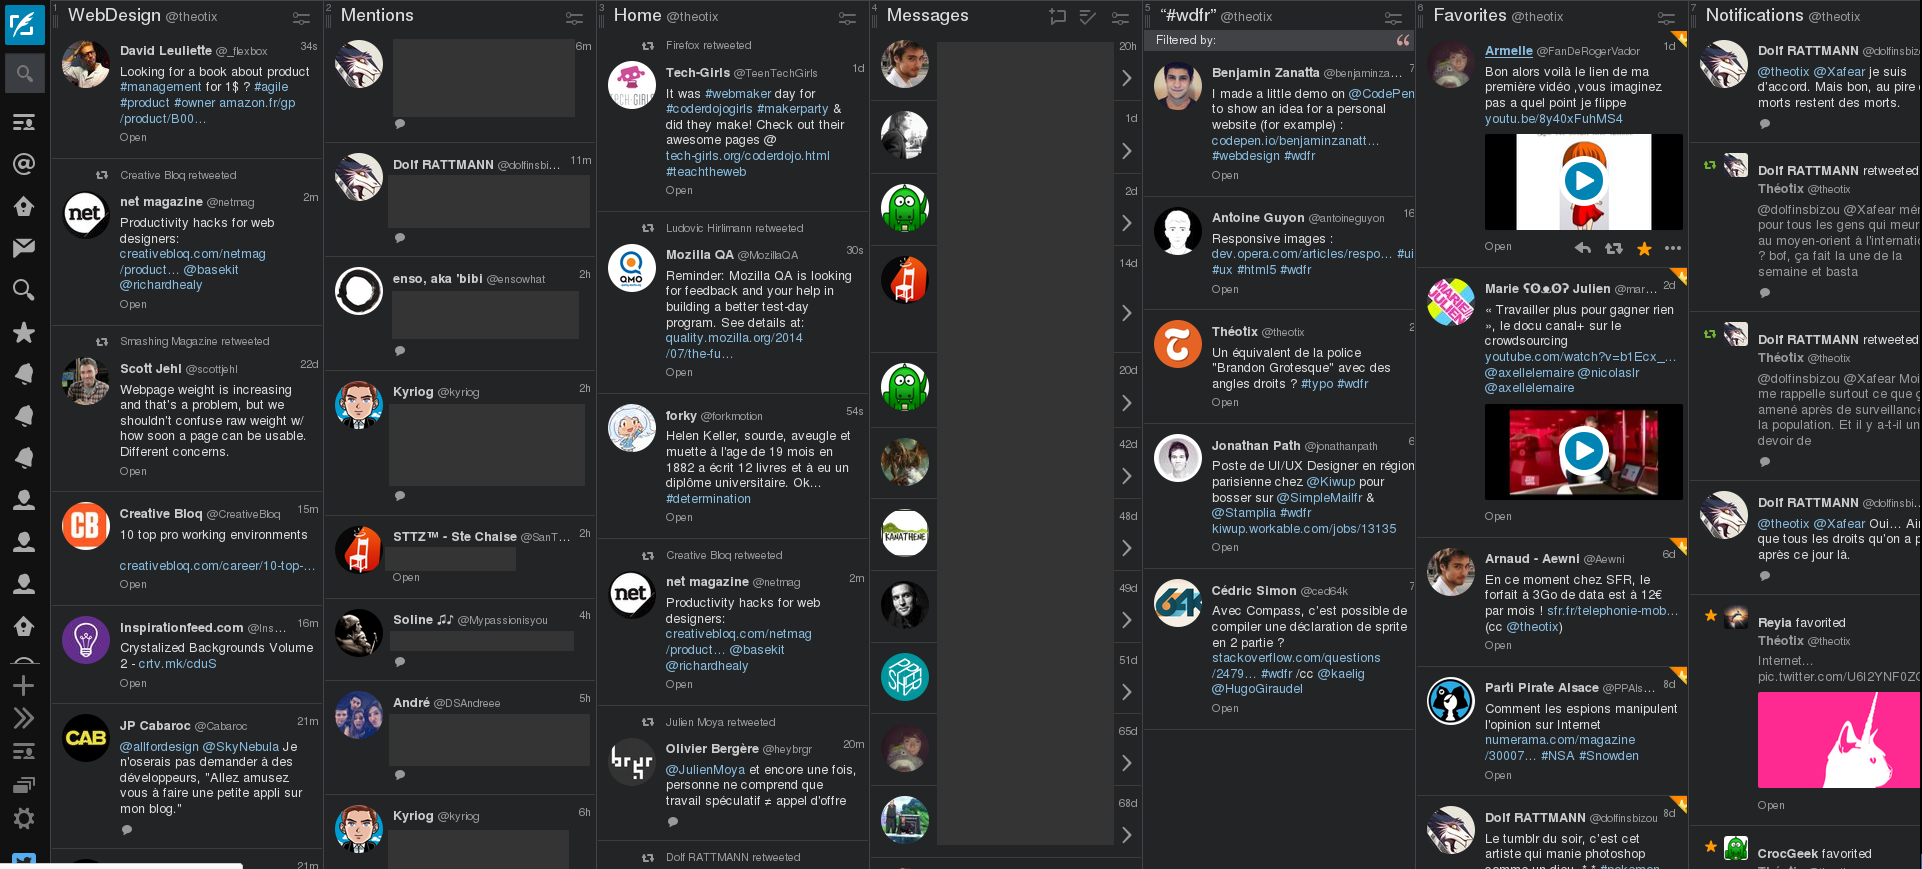 1
WebDesign @theotix
David Leuliette @_flexbox 34s
Looking for a book about product
#management for 1$ ? #agile
#product #owner amazon.fr/gp
/product/B00…
Open
Creative Bloq retweeted
net magazine @netmag 2m
Productivity hacks for web
designers:
creativebloq.com/netmag
/product… @basekit
@richardhealy
Open
Smashing Magazine retweeted
Scott Jehl @scottjehl 22d
Webpage weight is increasing
and that's a problem, but we
shouldn't confuse raw weight w/
how soon a page can be usable.
Different concerns.
Open
Creative Bloq @CreativeBloq 15m
10 top pro working environments
creativebloq.com/career/10-top-…
Open
Inspirationfeed.com @Ins… 16m
Crystalized Backgrounds Volume
2 - crtv.mk/cduS
Open
JP Cabaroc @Cabaroc 21m
@allfordesign @SkyNebula Je
n'oserais pas demander à des
développeurs, "Allez amusez
vous à faire une petite appli sur
mon blog."
21m
2
Mentions
6m
Dolf RATTMANN @dolfinsbi… 11m
enso, aka 'bibi @ensowhat 2h
Kyriog @kyriog 2h
STTZ™ - Ste Chaise @SanT… 2h
Open
Soline ♫♪ @Mypassionisyou 4h
André @DSAndreee 5h
Kyriog @kyriog 6h
3
Home @theotix
Firefox retweeted
Tech-Girls @TeenTechGirls 1d
It was #webmaker day for
#coderdojogirls #makerparty &
did they make! Check out their
awesome pages @
tech-girls.org/coderdojo.html
#teachtheweb
Open
Ludovic Hirlimann retweeted
Mozilla QA @MozillaQA 30s
Reminder: Mozilla QA is looking
for feedback and your help in
building a better test-day
program. See details at:
quality.mozilla.org/2014
/07/the-fu…
Open
forky @forkmotion 54s
Helen Keller, sourde, aveugle et
muette à l'age de 19 mois en
1882 a écrit 12 livres et à eu un
diplôme universitaire. Ok…
#determination
Open
Creative Bloq retweeted
net magazine @netmag 2m
Productivity hacks for web
designers:
creativebloq.com/netmag
/product… @basekit
@richardhealy
Open
Julien Moya retweeted
Olivier Bergère @heybrgr 20m
@JulienMoya et encore une fois,
personne ne comprend que
travail spéculatif ≠ appel d'offre
Dolf RATTMANN retweeted
4
Messages
20h
1d
2d
14d
20d
42d
48d
49d
51d
65d
68d
5
“#wdfr” @theotix
Filtered by:
Benjamin Zanatta @benjaminza… 7
I made a little demo on @CodePen
to show an idea for a personal
website (for example) :
codepen.io/benjaminzanatt…
#webdesign #wdfr
Open
Antoine Guyon @antoineguyon 16
Responsive images :
dev.opera.com/articles/respo… #ui
#ux #html5 #wdfr
Open
Théotix @theotix 2
Un équivalent de la police
"Brandon Grotesque" avec des
angles droits ? #typo #wdfr
Open
Jonathan Path @jonathanpath 6
Poste de UI/UX Designer en région
parisienne chez @Kiwup pour
bosser sur @SimpleMailfr &
@Stamplia #wdfr
kiwup.workable.com/jobs/13135
Open
Cédric Simon @ced64k 7
Avec Compass, c'est possible de
compiler une déclaration de sprite
en 2 partie ?
stackoverflow.com/questions
/2479… #wdfr /cc @kaelig
@HugoGiraudel
Open
6
Favorites @theotix
Armelle @FanDeRogerVador 1d
Bon alors voilà le lien de ma
première vidéo ,vous imaginez
pas a quel point je flippe
youtu.be/8y40xFuhMS4
Open
Marie ʕʘᴥʘʔ Julien @mar… 2d
« Travailler plus pour gagner rien
», le docu canal+ sur le
crowdsourcing
youtube.com/watch?v=b1Ecx_…
@axellelemaire @nicolaslr
@axellelemaire
Open
Arnaud - Aewni @Aewni 6d
En ce moment chez SFR, le
forfait à 3Go de data est à 12€
par mois ! sfr.fr/telephonie-mob…
(cc @theotix)
Open
Parti Pirate Alsace @PPAls… 8d
Comment les espions manipulent
l'opinion sur Internet
numerama.com/magazine
/30007… #NSA #Snowden
Open
Dolf RATTMANN @dolfinsbizou 8d
Le tumblr du soir, c'est cet
artiste qui manie photoshop
7
Notifications @theotix
Dolf RATTMANN @dolfinsbizo
@theotix @Xafear je suis
d'accord. Mais bon, au pire
morts restent des morts.
Dolf RATTMANN retweeted
Théotix @theotix
@dolfinsbizou @Xafear mér
pour tous les gens qui meur
au moyen-orient à l'internatio
? bof, ça fait la une de la
semaine et basta
Dolf RATTMANN retweeted
Théotix @theotix
@dolfinsbizou @Xafear Moi
me rappelle surtout ce que ç
amené après de surveillance
la population. Et il y a-t-il un
devoir de
Dolf RATTMANN @dolfinsbi…
@theotix @Xafear Oui… Air
que tous les droits qu'on a p
après ce jour là.
Reyla favorited
Théotix @theotix
Internet…
pic.twitter.com/U6I2YNF0ZC
Open
CrocGeek favorited